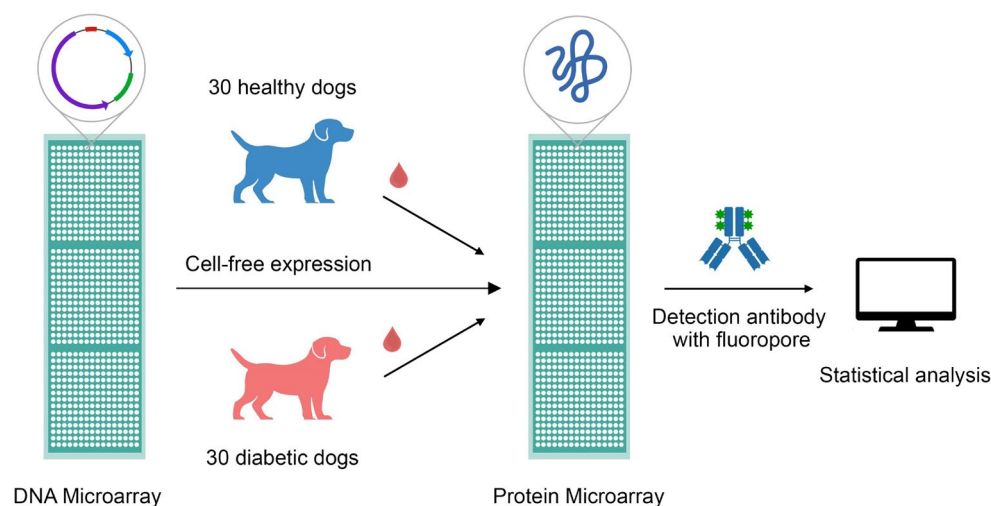 30 healthy dogs
Cell-free expression
30 diabetic dogs
DNA Microarray
Protein Microarray
Detection antibody
with fluoropore
Statistical analysis